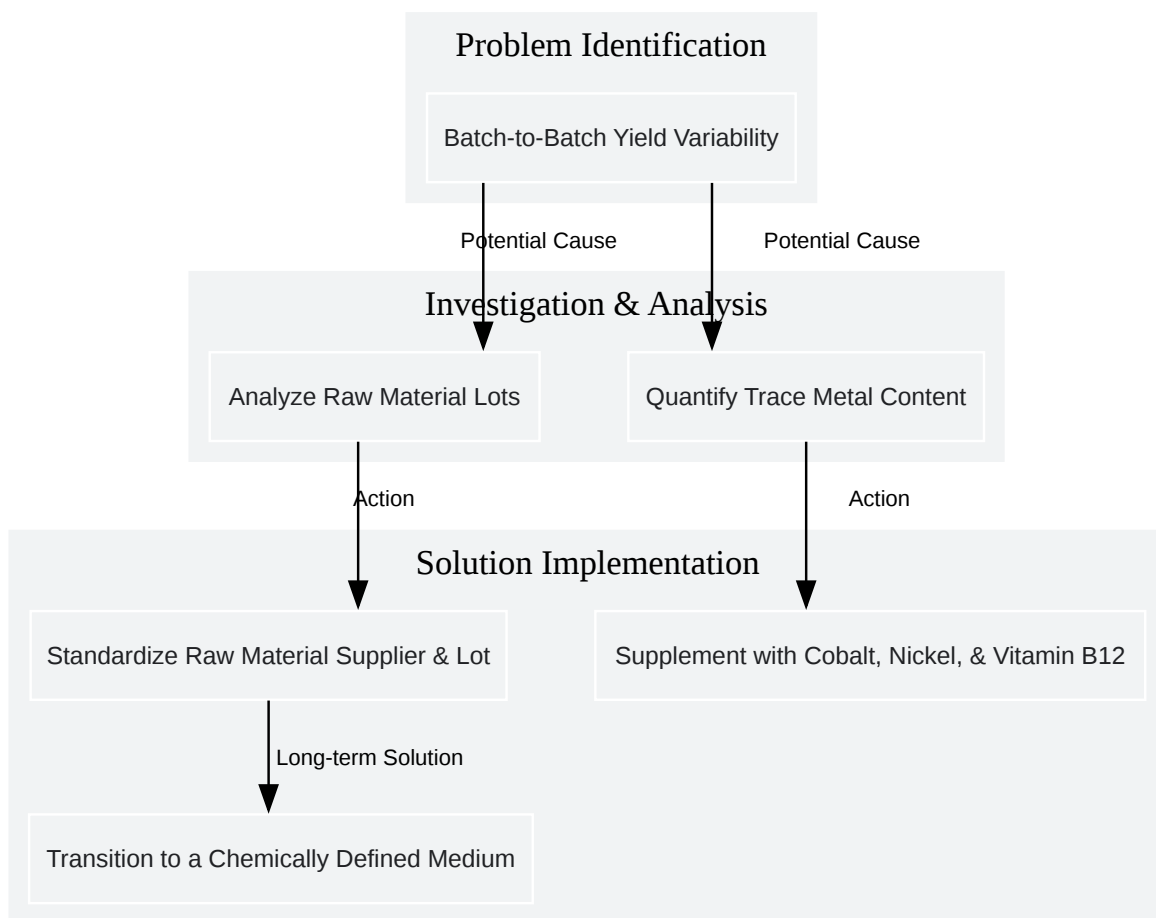 Problem Identification
Batch-to-Batch Yield Variability
Potential Cause
Potential Cause
Investigation & Analysis
Analyze Raw Material Lots
Quantify Trace Metal Content
Action
Action
Solution Implementation
Standardize Raw Material Supplier & Lot
Supplement with Cobalt, Nickel, & Vitamin B12
Long-term Solution
Transition to a Chemically Defined Medium